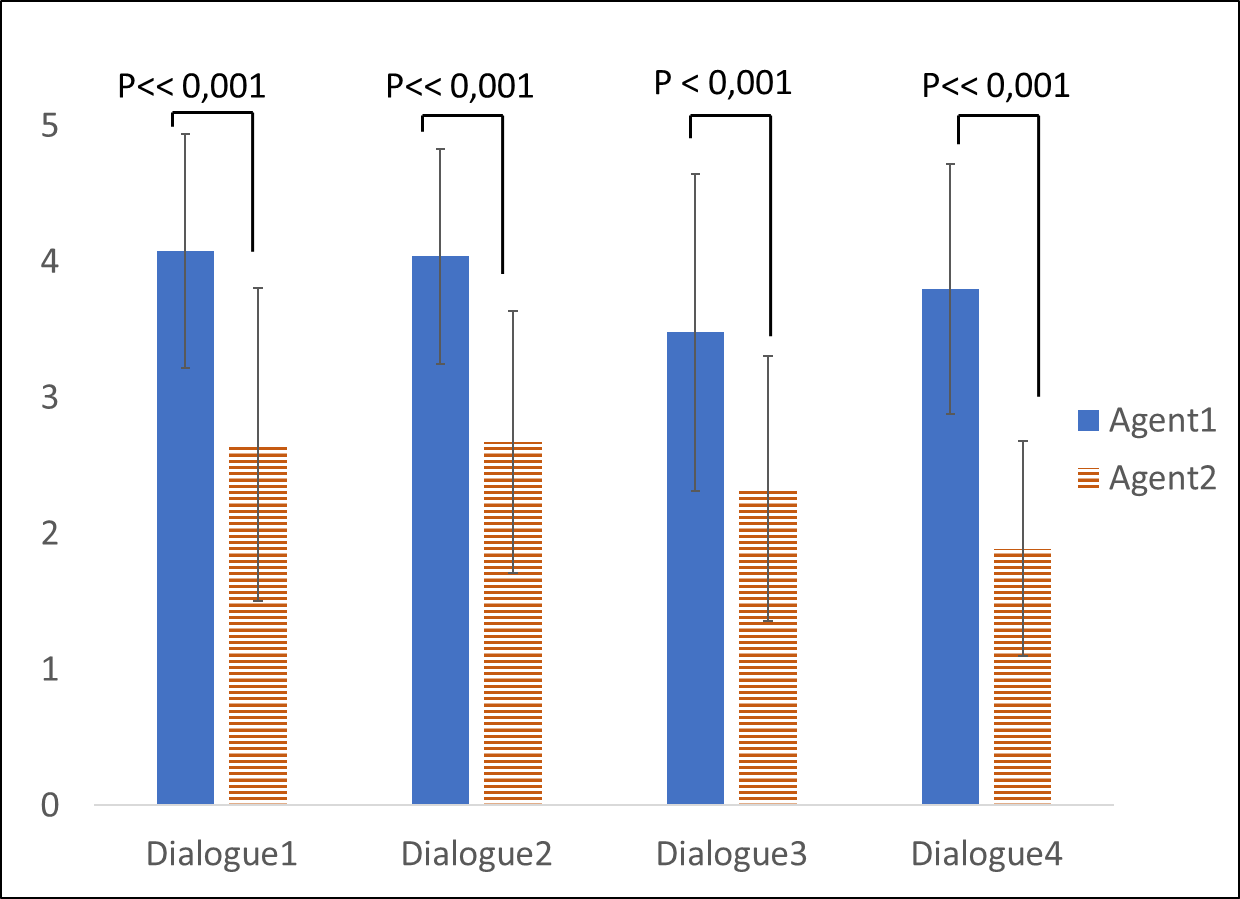 P<< 0,001
P<< 0,001
P < 0,001
P<< 0,001
5
4
3
2
1
0
Agent1
Agent2
Dialogue1
Dialogue2
Dialogue3
Dialogue4